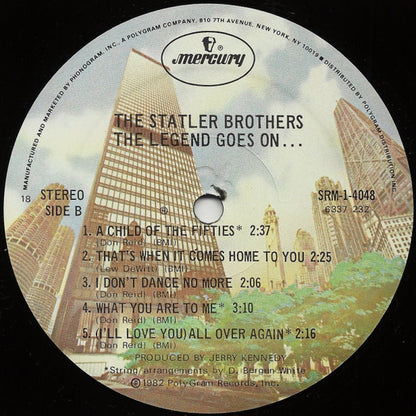 MANUFACTURED AND MARKETED BY PHONOGRAM, INC., A POLYGRAM COMPANY, 810 7TH AVENUE, NEW YORK, NY 10019 ■ DISTRIBUTED BY POLYGRAM DISTRIBUTION, INC.
mercury
THE STATLER BROTHERS
THE LEGEND GOES ON...
18 STEREO SRM-1-4048
SIDE B 6337 232
1. A CHILD OF THE FIFTIES* 2:37
(Don Reid) (BMI)
2. THAT'S WHEN IT COMES HOME TO YOU 2:25
(Lew DeWitt) (BMI)
3. I DON'T DANCE NO MORE 2:06
(Don Reid) (BMI)
4. WHAT YOU ARE TO ME* 3:10
(Don Reid) (BMI)
5. (I'LL LOVE YOU) ALL OVER AGAIN* 2:16
(Don Reid) (BMI)
PRODUCED BY JERRY KENNEDY
*String arrangements by D. Bergen White
©1982 PolyGram Records, Inc.